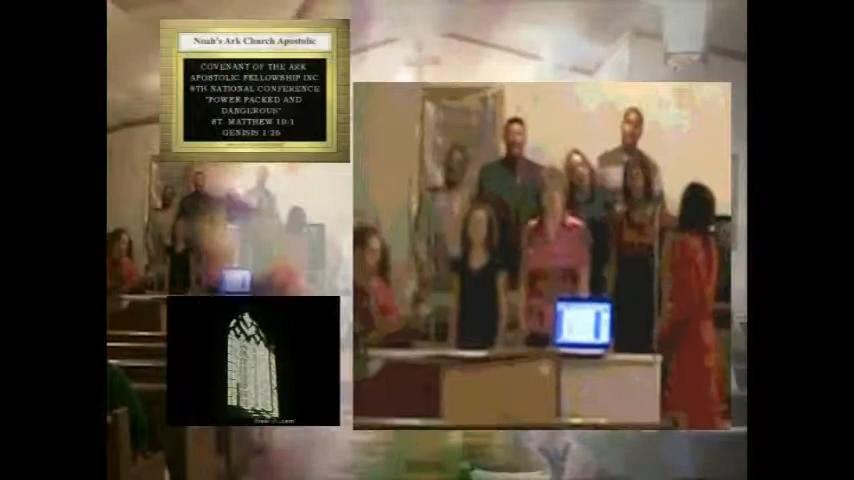 Noah's Ark Church Apostolic
COVENANT OF THE ARK
APOSTOLIC FELLOWSHIP INC
8TH NATIONAL CONFERENCE
"POWER PACKED AND
DANGEROUS"
ST. MATTHEW 10:1
GENISIS 1:26